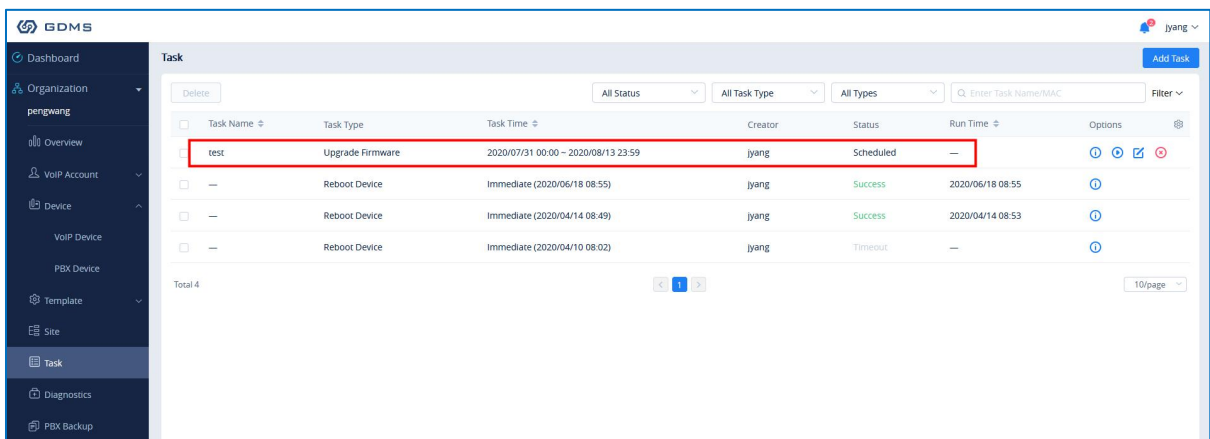 GDMS
2
jyang
Dashboard
Organization
pengwang
Overview
VoIP Account
Device
VoIP Device
PBX Device
Template
Site
Task
Diagnostics
PBX Backup
Task
Add Task
Delete
All Status
All Task Type
All Types
Enter Task Name/MAC
Filter
Task Name Task Type Task Time Creator Status Run Time Options
test Upgrade Firmware 2020/07/31 00:00 ~ 2020/08/13 23:59 jyang Scheduled —
— Reboot Device Immediate (2020/06/18 08:55) jyang Success 2020/06/18 08:55
— Reboot Device Immediate (2020/04/14 08:49) jyang Success 2020/04/14 08:53
— Reboot Device Immediate (2020/04/10 08:02) jyang Timeout —
Total 4
< 1 >
10/page